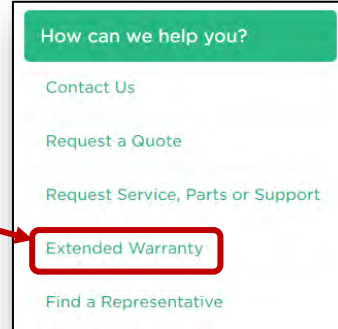 How can we help you?
Contact Us
Request a Quote
Request Service, Parts or Support
Extended Warranty
Find a Representative